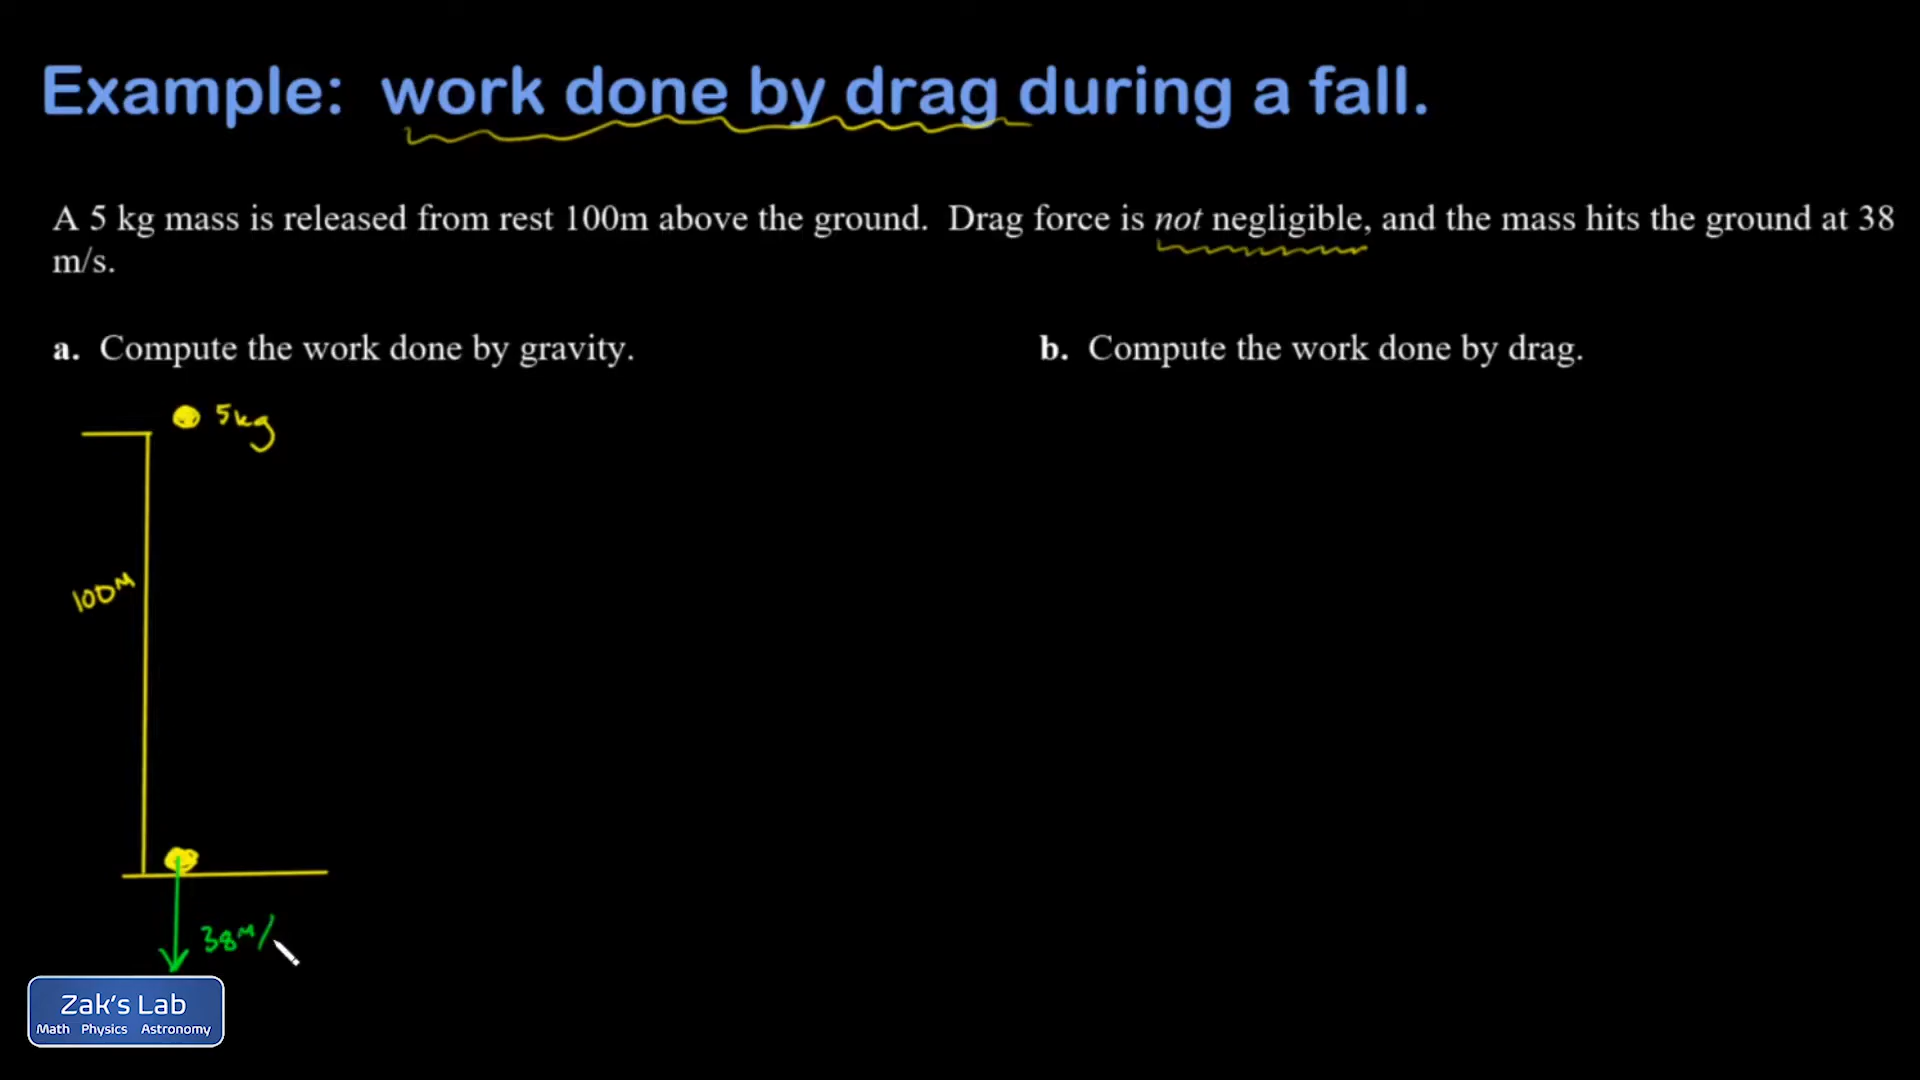 Example: work done by drag during a fall.
A 5 kg mass is released from rest 100m above the ground. Drag force is not negligible, and the mass hits the ground at 38
m/s.
a. Compute the work done by gravity.
b. Compute the work done by drag.
5kg
100M
38M/
Zak's Lab
Math Physics Astronomy